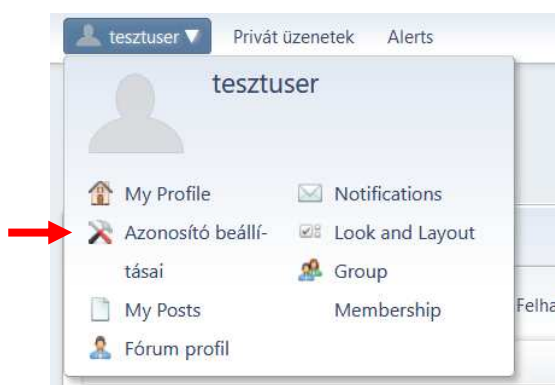 tesztuser ▼ Privát üzenetek Alerts
tesztuser
My Profile
Azonosító beállí-
tásai
My Posts
Fórum profil
Notifications
Look and Layout
Group
Membership
Felha